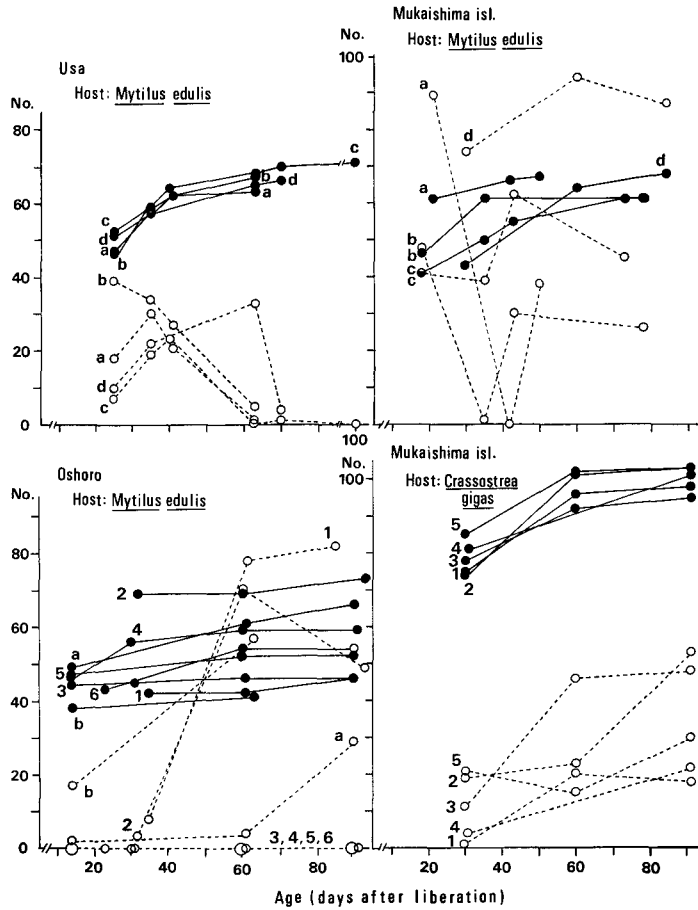 Usa
Host: Mytilus edulis
No.
80
60
40
20
0
c
d
a
b
b
a
d
c
c
b
d
a
100
Mukaishima isl.
Host: Mytilus edulis
No.
100
a
d
a
b
b
c
c
d
Oshoro
Host: Mytilus edulis
No.
80
60
40
20
0
1
2
4
a
5
3
6
1
b
b
2
a
3,4,5,6
20
40
60
80
Mukaishima isl.
Host: Crassostrea
gigas
No.
100
5
4
3
1
2
5
2
3
4
1
20
40
60
80
Age (days after liberation)